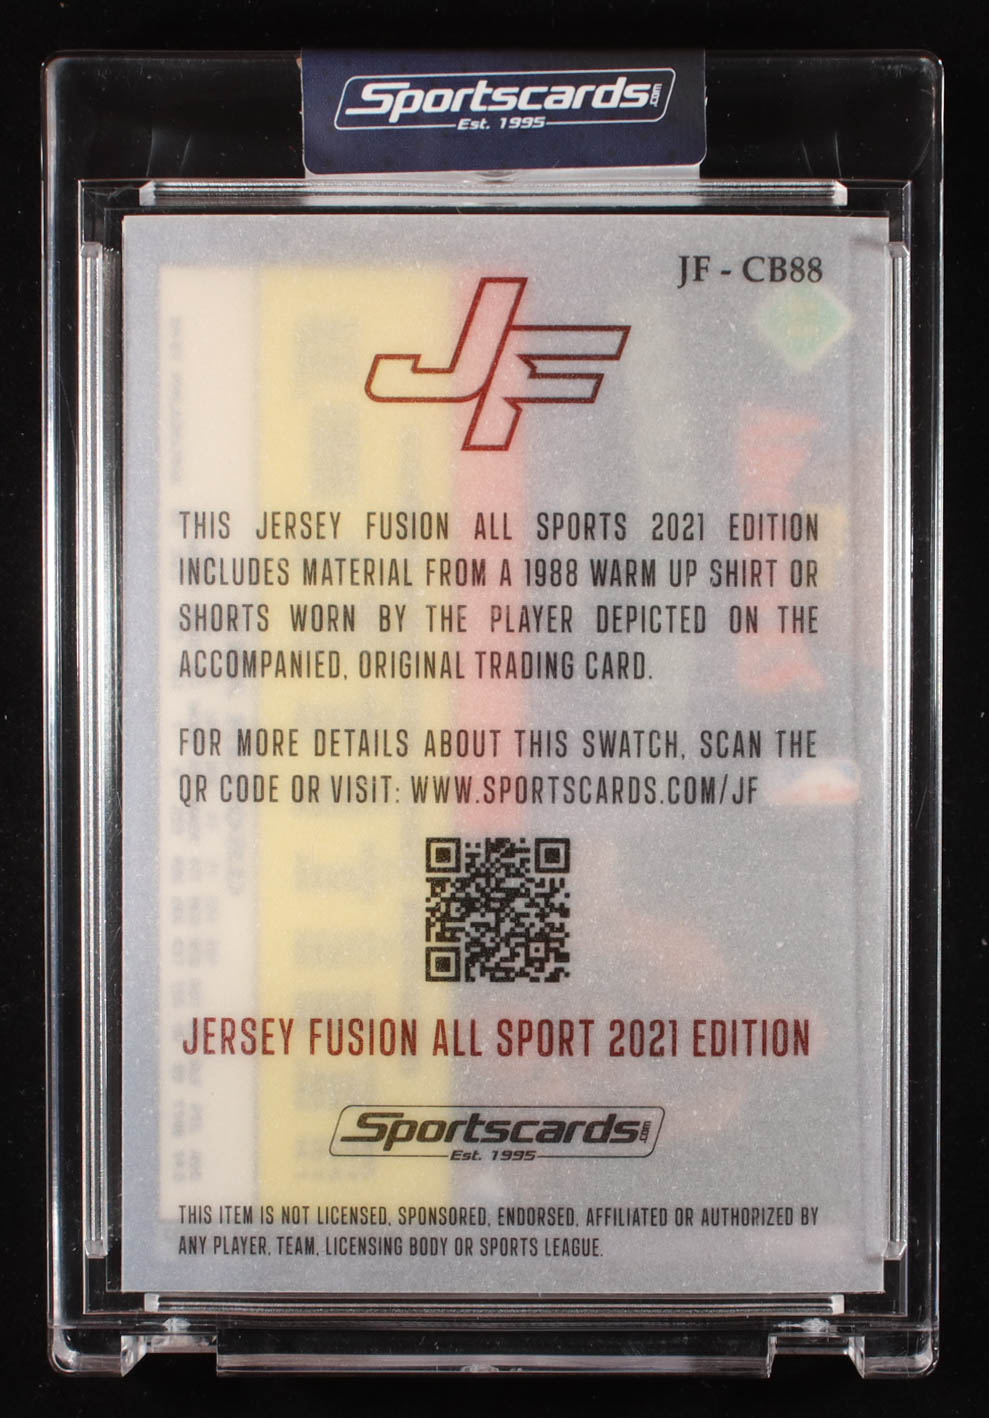 Sportscards.com
Est. 1995
JF - CB88
JF
THIS JERSEY FUSION ALL SPORTS 2021 EDITION
INCLUDES MATERIAL FROM A 1988 WARM UP SHIRT OR
SHORTS WORN BY THE PLAYER DEPICTED ON THE
ACCOMPANIED, ORIGINAL TRADING CARD.
FOR MORE DETAILS ABOUT THIS SWATCH, SCAN THE
QR CODE OR VISIT: WWW.SPORTSCARDS.COM/JF
JERSEY FUSION ALL SPORT 2021 EDITION
Sportscards.com
Est. 1995
THIS ITEM IS NOT LICENSED, SPONSORED, ENDORSED, AFFILIATED OR AUTHORIZED BY
ANY PLAYER, TEAM, LICENSING BODY OR SPORTS LEAGUE.